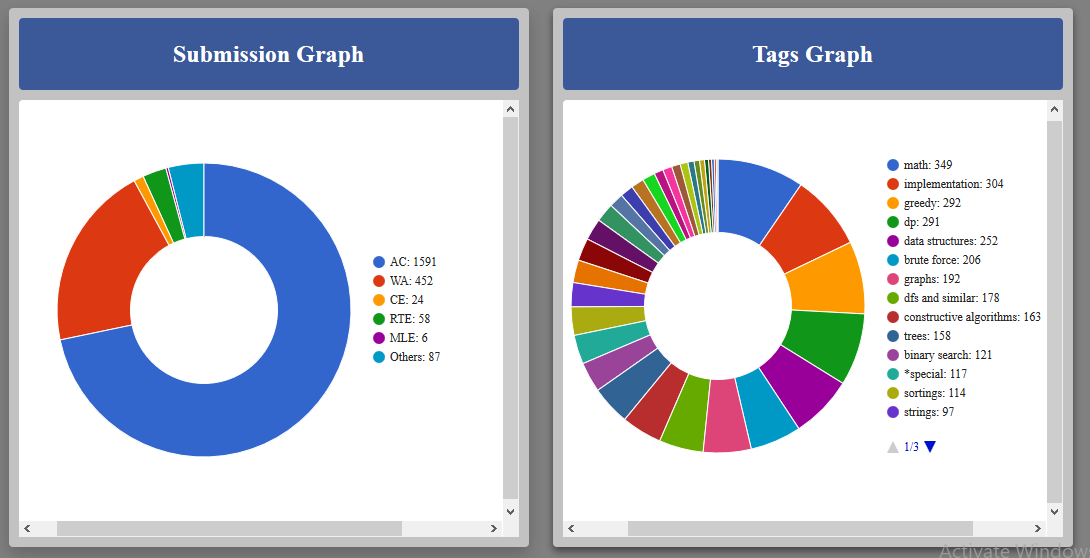 Submission Graph
AC: 1591
WA: 452
CE: 24
RTE: 58
MLE: 6
Others: 87
Tags Graph
math: 349
implementation: 304
greedy: 292
dp: 291
data structures: 252
brute force: 206
graphs: 192
dfs and similar: 178
constructive algorithms: 163
trees: 158
binary search: 121
*special: 117
sortings: 114
strings: 97
1/3
Activate Window